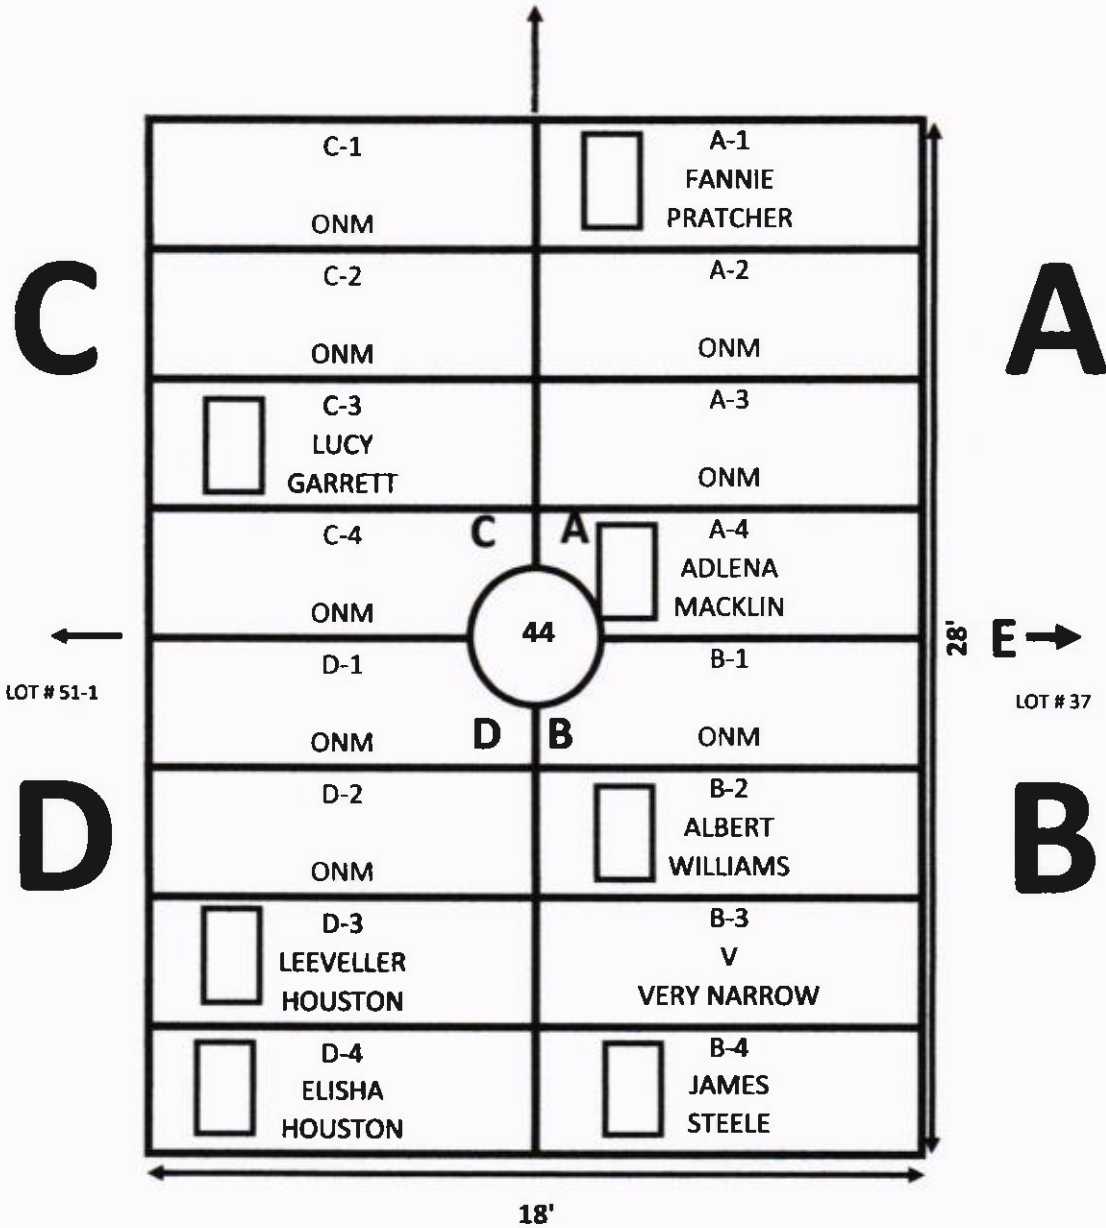 C-1
ONM
A-1
FANNIE
PRATCHER
C
C-2
ONM
A-2
ONM
A
C-3
LUCY
GARRETT
A-3
ONM
C-4
ONM
C
A
A-4
ADLENA
MACKLIN
44
28'
E
LOT # 51-1
LOT # 37
D-1
ONM
D
B
B-1
ONM
D
D-2
ONM
B-2
ALBERT
WILLIAMS
B
D-3
LEEVELLER
HOUSTON
B-3
V
VERY NARROW
D-4
ELISHA
HOUSTON
B-4
JAMES
STEELE
18'